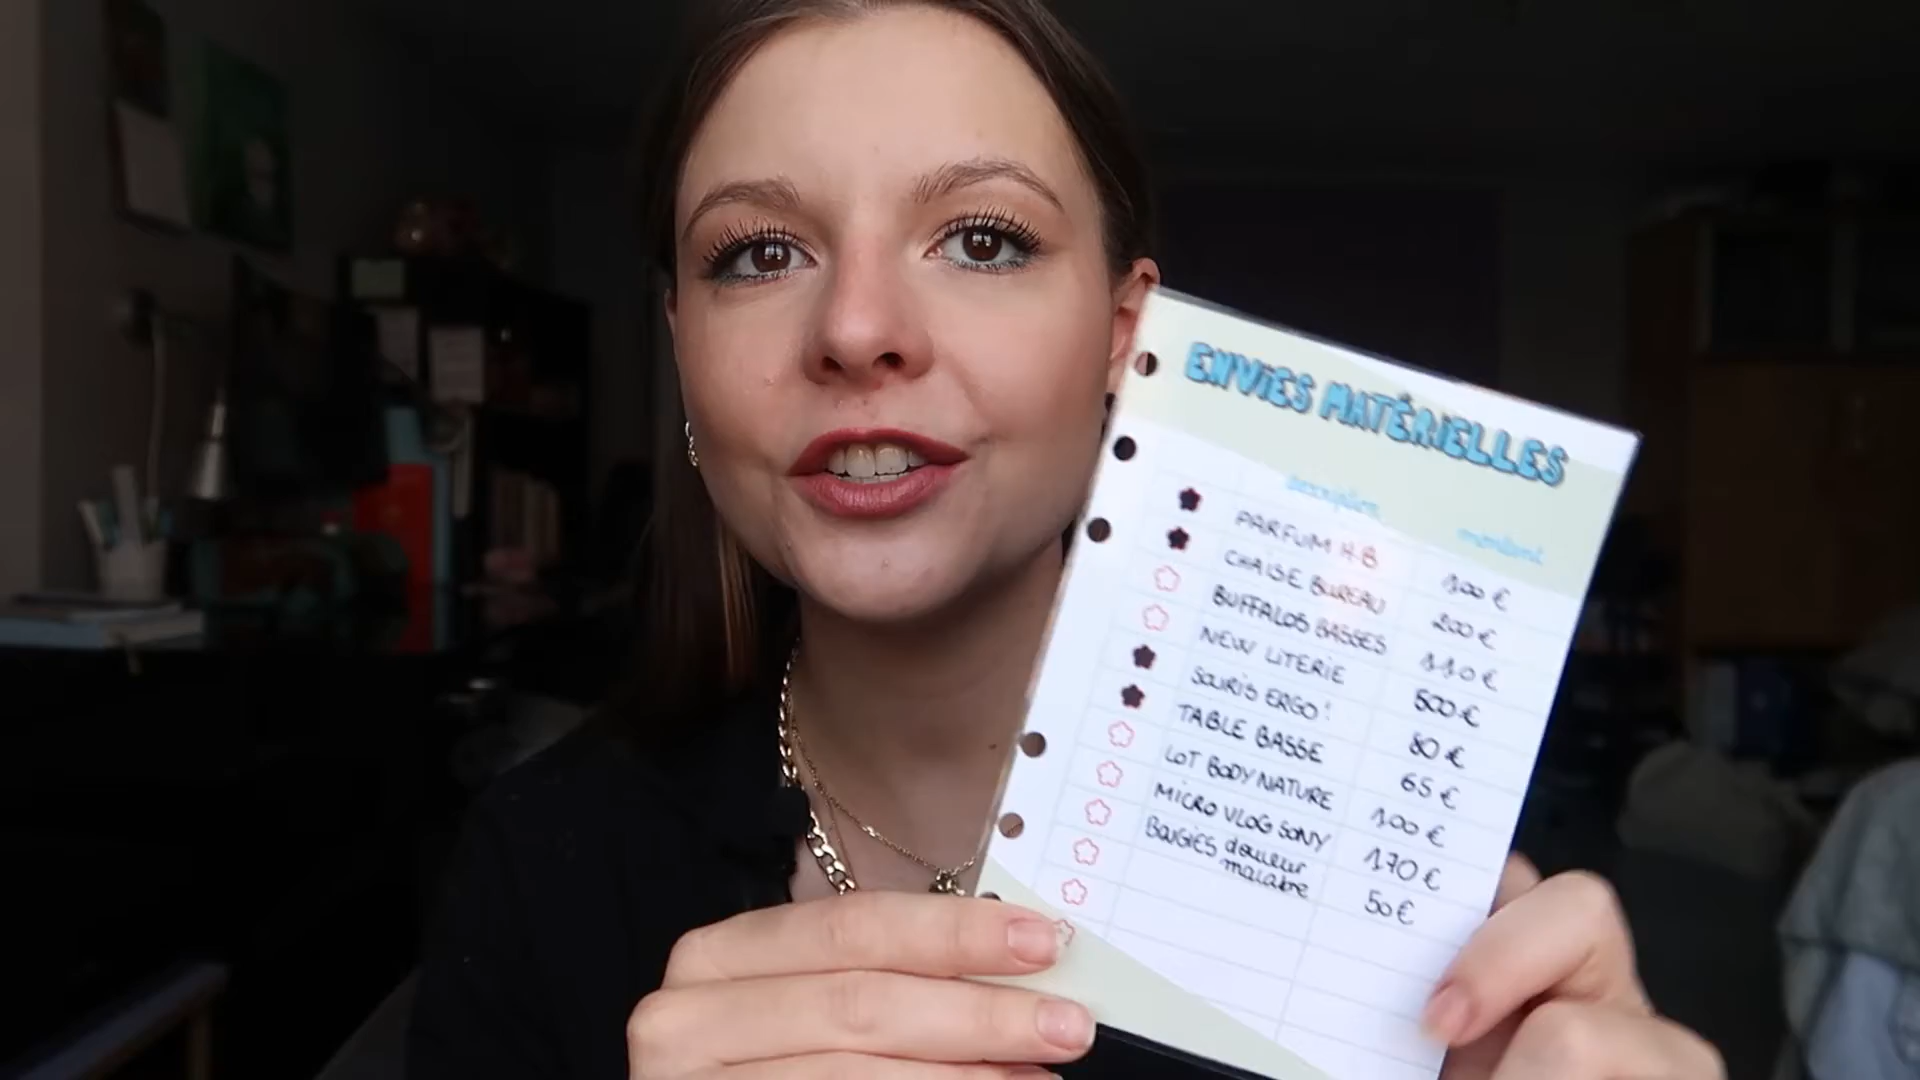 ENViES MATÉRiELLES
description montant
PARFUM H.B 100 €
CHAISE BUREAU 200 €
BUFFALOS BASSES 110 €
NEW LiTERiE 500 €
SOURiS ERGO! 80 €
TABLE BASSE 65 €
LOT BODY NATURE 100 €
MiCRO VLOG SONY 170 €
BOUGiES douceur macabre 50 €